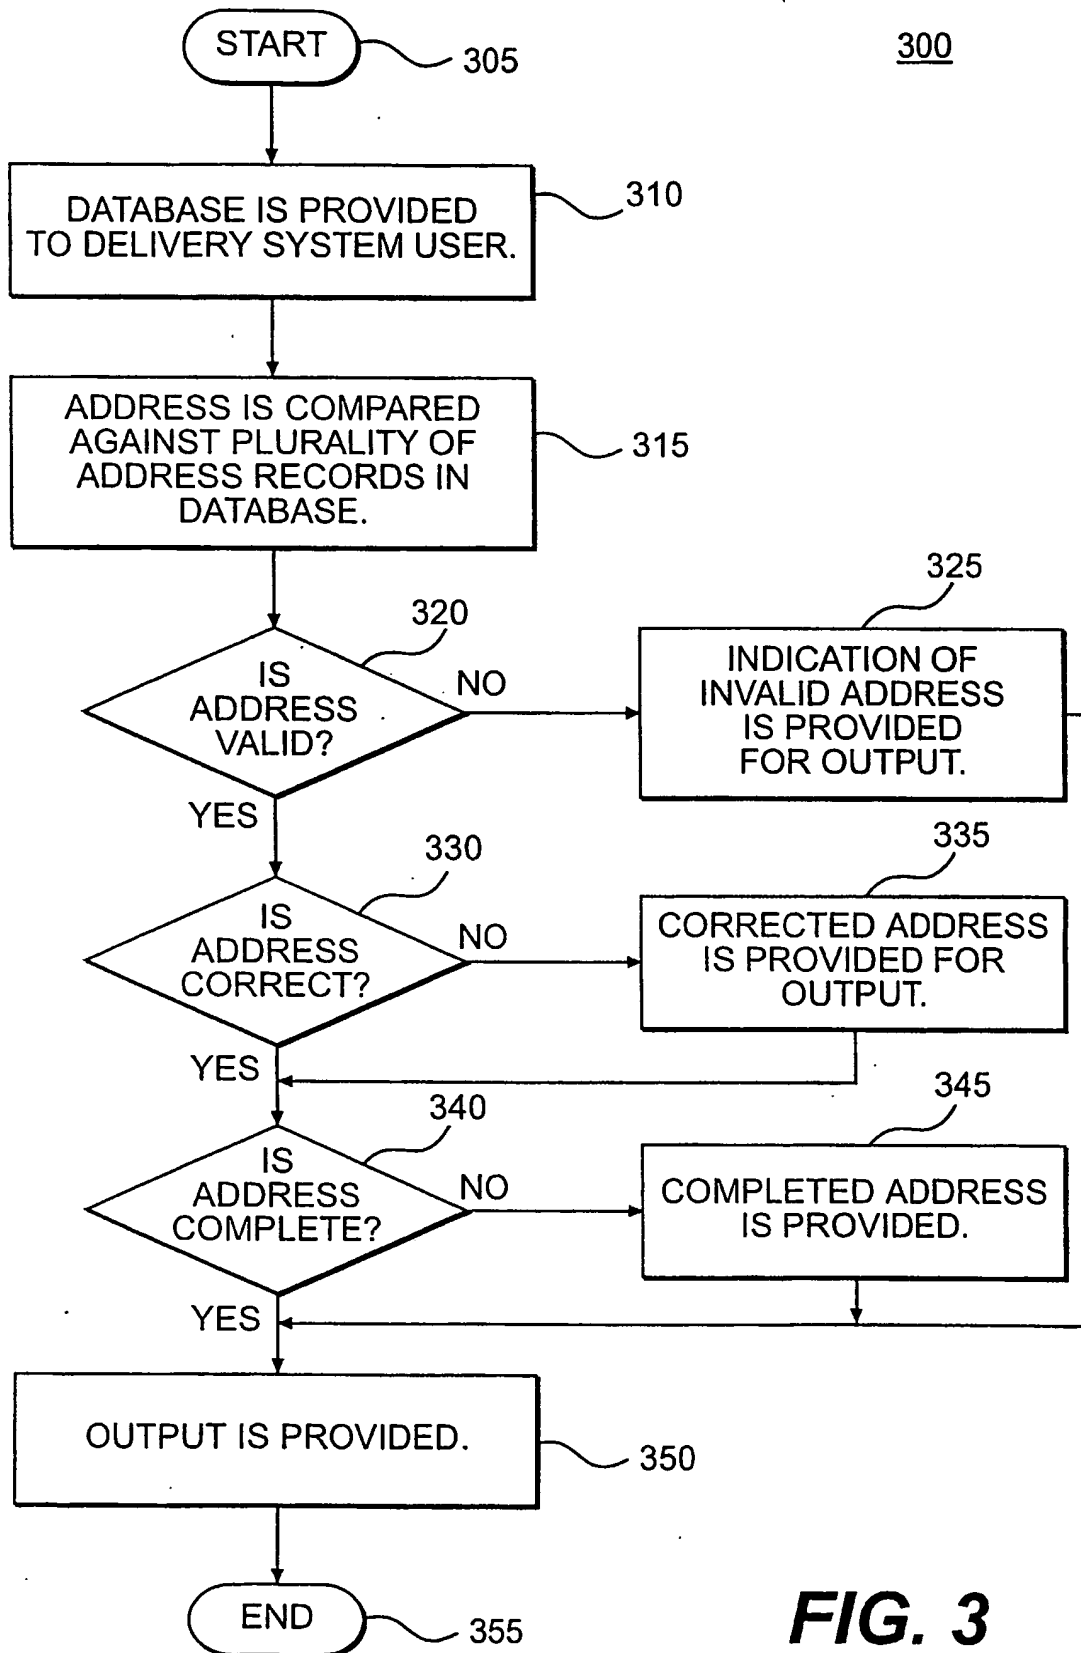 START
305
300
DATABASE IS PROVIDED
TO DELIVERY SYSTEM USER.
310
ADDRESS IS COMPARED
AGAINST PLURALITY OF
ADDRESS RECORDS IN
DATABASE.
315
320
IS
ADDRESS
VALID?
NO
YES
325
INDICATION OF
INVALID ADDRESS
IS PROVIDED
FOR OUTPUT.
330
IS
ADDRESS
CORRECT?
NO
YES
335
CORRECTED ADDRESS
IS PROVIDED FOR
OUTPUT.
340
IS
ADDRESS
COMPLETE?
NO
YES
345
COMPLETED ADDRESS
IS PROVIDED.
OUTPUT IS PROVIDED.
350
END
355
FIG. 3